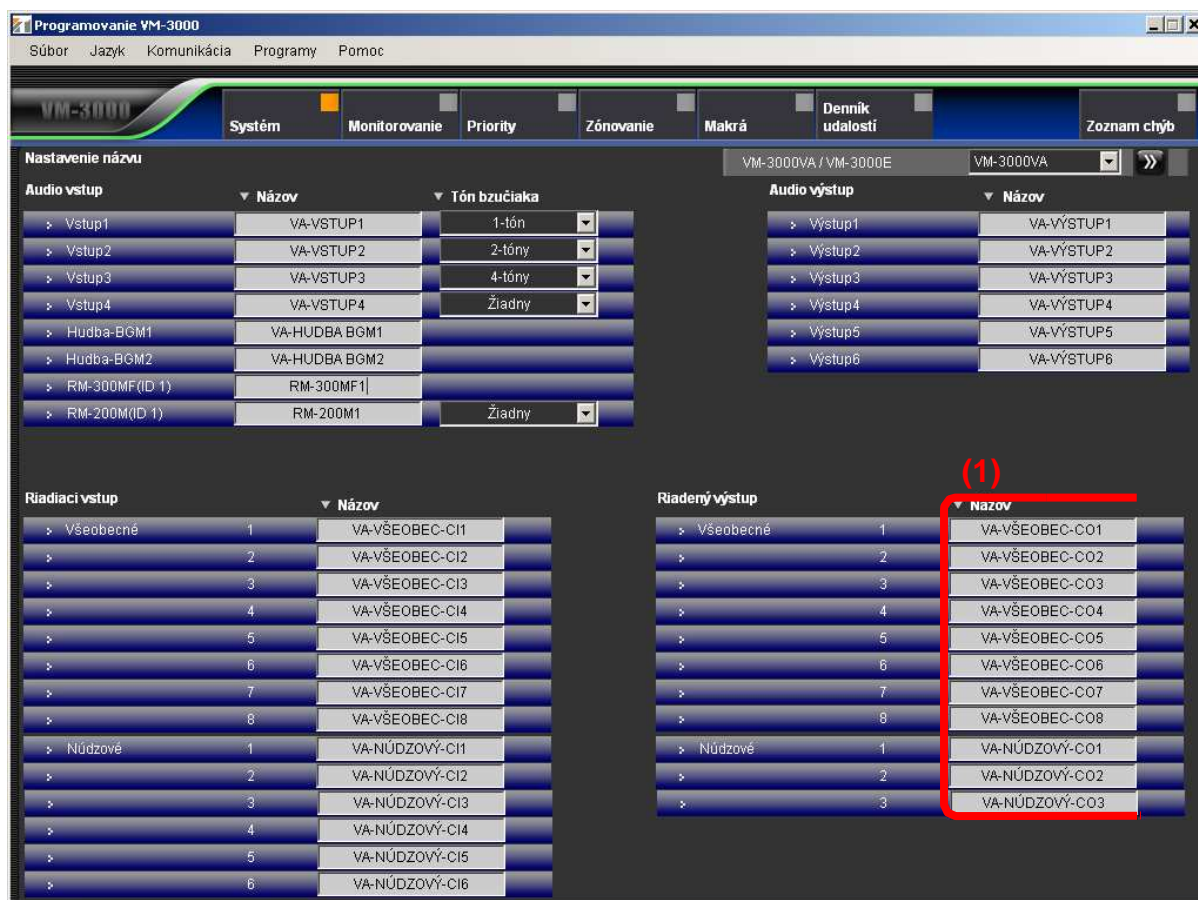 Programovanie VM-3000
Súbor Jazyk Komunikácia Programy Pomoc
VM-3000
Systém Monitorovanie Priority Zónovanie Makrá Denník udalostí Zoznam chýb
Nastavenie názvu VM-3000VA / VM-3000E VM-3000VA
Audio vstup Názov Tón bzučiaka
Vstup1 VA-VSTUP1 1-tón
Vstup2 VA-VSTUP2 2-tóny
Vstup3 VA-VSTUP3 4-tóny
Vstup4 VA-VSTUP4 Žiadny
Hudba-BGM1 VA-HUDBA BGM1
Hudba-BGM2 VA-HUDBA BGM2
RM-300MF(ID 1) RM-300MF1
RM-200M(ID 1) RM-200M1 Žiadny
Audio výstup Názov
Výstup1 VA-VÝSTUP1
Výstup2 VA-VÝSTUP2
Výstup3 VA-VÝSTUP3
Výstup4 VA-VÝSTUP4
Výstup5 VA-VÝSTUP5
Výstup6 VA-VÝSTUP6
Riadiaci vstup Názov
Všeobecné 1 VA-VŠEOBEC-CI1
2 VA-VŠEOBEC-CI2
3 VA-VŠEOBEC-CI3
4 VA-VŠEOBEC-CI4
5 VA-VŠEOBEC-CI5
6 VA-VŠEOBEC-CI6
7 VA-VŠEOBEC-CI7
8 VA-VŠEOBEC-CI8
Núdzové 1 VA-NÚDZOVÝ-CI1
2 VA-NÚDZOVÝ-CI2
3 VA-NÚDZOVÝ-CI3
4 VA-NÚDZOVÝ-CI4
5 VA-NÚDZOVÝ-CI5
6 VA-NÚDZOVÝ-CI6
(1)
Riadený výstup Názov
Všeobecné 1 VA-VŠEOBEC-CO1
2 VA-VŠEOBEC-CO2
3 VA-VŠEOBEC-CO3
4 VA-VŠEOBEC-CO4
5 VA-VŠEOBEC-CO5
6 VA-VŠEOBEC-CO6
7 VA-VŠEOBEC-CO7
8 VA-VŠEOBEC-CO8
Núdzové 1 VA-NÚDZOVÝ-CO1
2 VA-NÚDZOVÝ-CO2
3 VA-NÚDZOVÝ-CO3